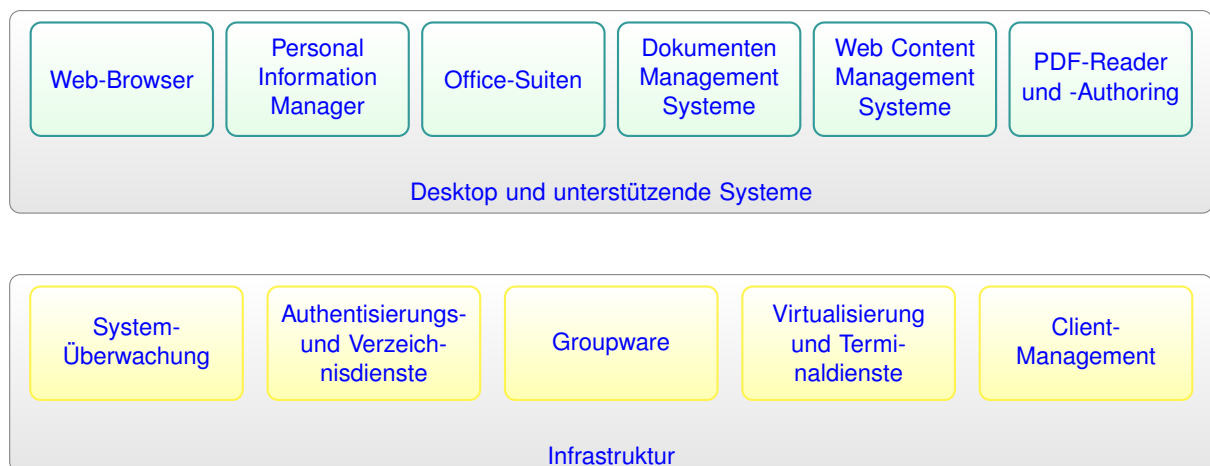 Web-Browser
Personal
Information
Manager
Office-Suiten
Dokumenten
Management
Systeme
Web Content
Management
Systeme
PDF-Reader
und -Authoring
Desktop und unterstützende Systeme
System-
Überwachung
Authentisierungs-
und Verzeich-
nisdienste
Groupware
Virtualisierung
und Termi-
naldienste
Client-
Management
Infrastruktur